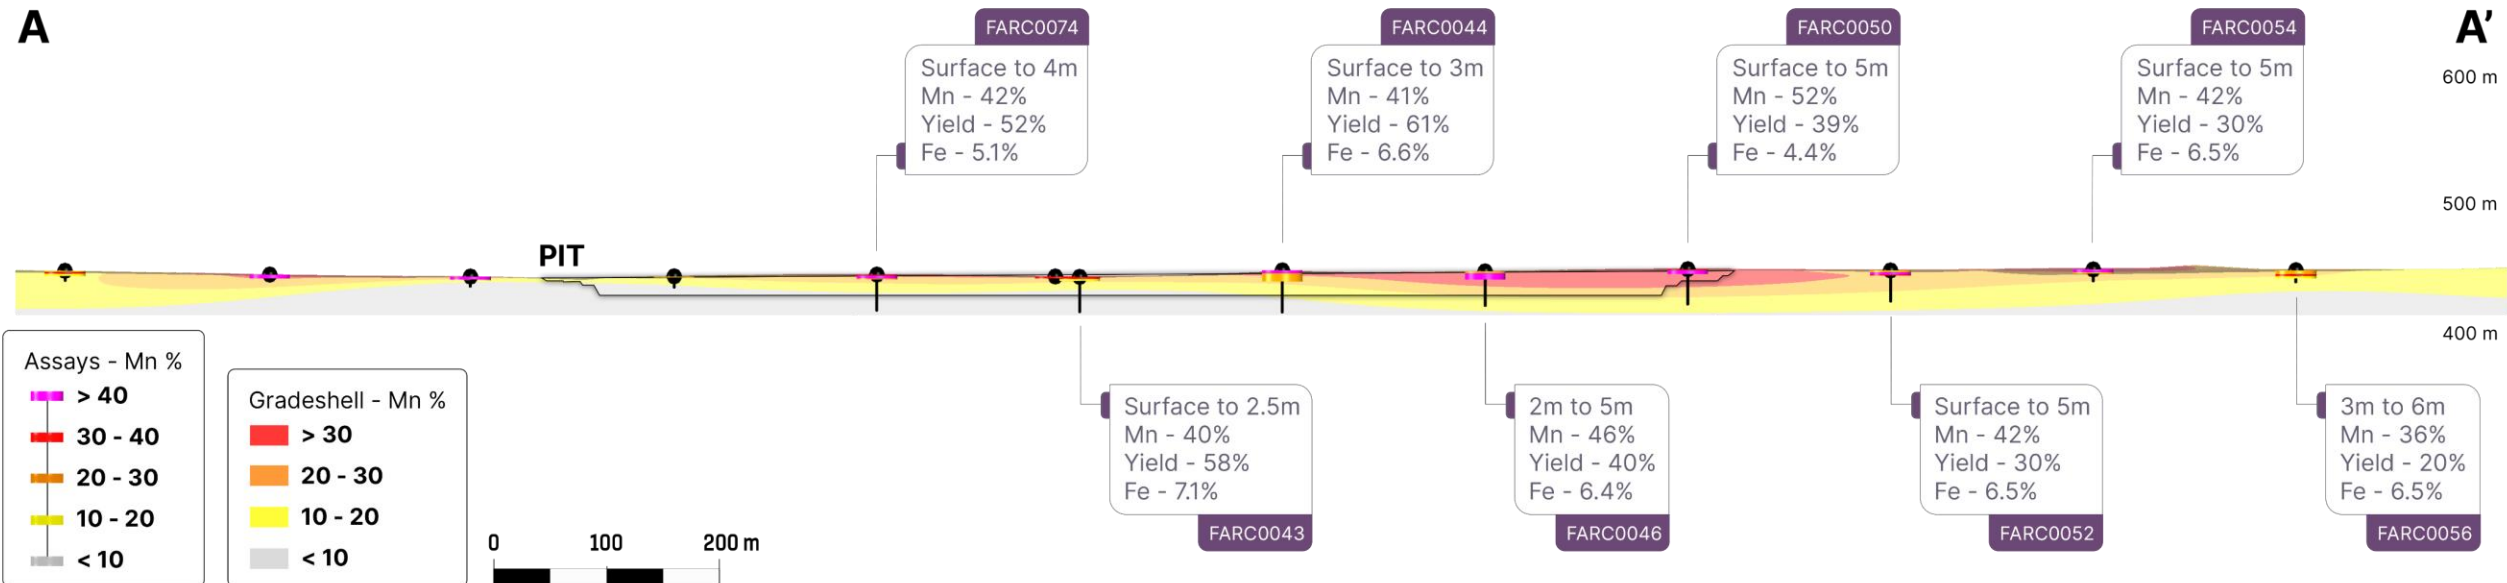 A
A’
FARC0074
Surface to 4m
Mn - 42%
Yield - 52%
Fe - 5.1%
FARC0044
Surface to 3m
Mn - 41%
Yield - 61%
Fe - 6.6%
FARC0050
Surface to 5m
Mn - 52%
Yield - 39%
Fe - 4.4%
FARC0054
Surface to 5m
Mn - 42%
Yield - 30%
Fe - 6.5%
600 m
500 m
400 m
PIT
Assays - Mn %
> 40
30 - 40
20 - 30
10 - 20
< 10
Gradeshell - Mn %
> 30
20 - 30
10 - 20
< 10
0 100 200 m
Surface to 2.5m
Mn - 40%
Yield - 58%
Fe - 7.1%
FARC0043
2m to 5m
Mn - 46%
Yield - 40%
Fe - 6.4%
FARC0046
Surface to 5m
Mn - 42%
Yield - 30%
Fe - 6.5%
FARC0052
3m to 6m
Mn - 36%
Yield - 20%
Fe - 6.5%
FARC0056